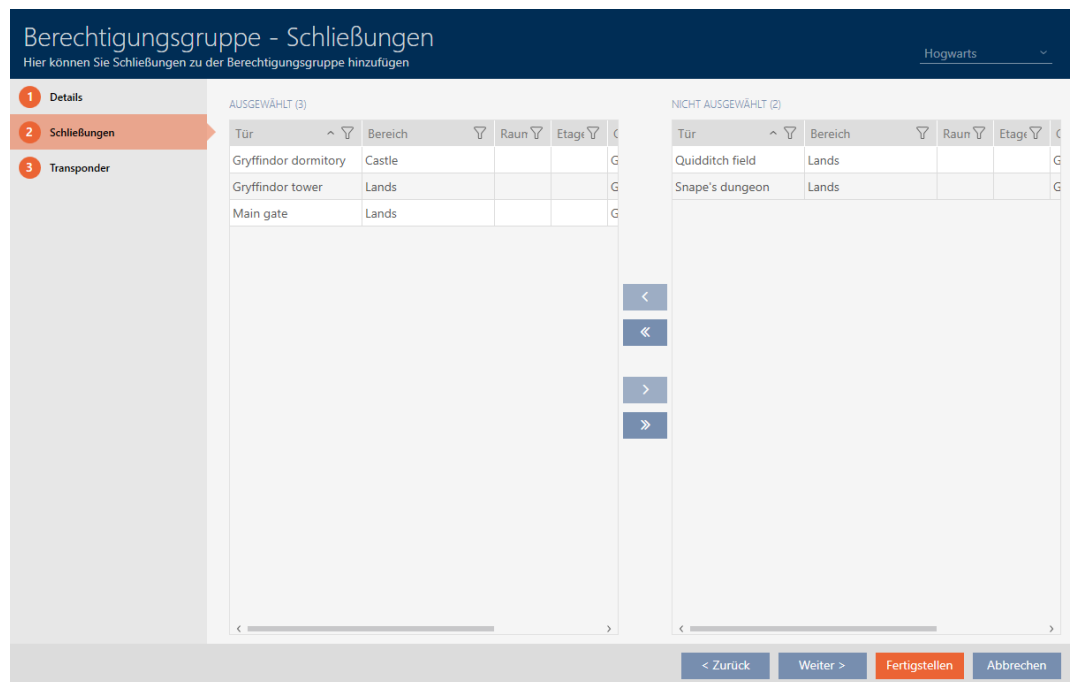 Berechtigungsgruppe - Schließungen
Hier können Sie Schließungen zu der Berechtigungsgruppe hinzufügen
Hogwarts
1 Details
2 Schließungen
3 Transponder
AUSGEWÄHLT (3)
Tür Bereich Raum Etage
Gryffindor dormitory Castle G
Gryffindor tower Lands G
Main gate Lands G
NICHT AUSGEWÄHLT (2)
Tür Bereich Raum Etage
Quidditch field Lands G
Snape's dungeon Lands G
< Zurück Weiter > Fertigstellen Abbrechen